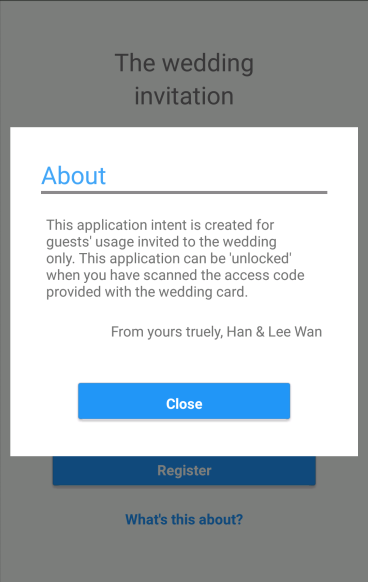 The wedding
invitation
About
This application intent is created for
guests' usage invited to the wedding
only. This application can be 'unlocked'
when you have scanned the access code
provided with the wedding card.
From yours truely, Han & Lee Wan
Close
Register
What's this about?